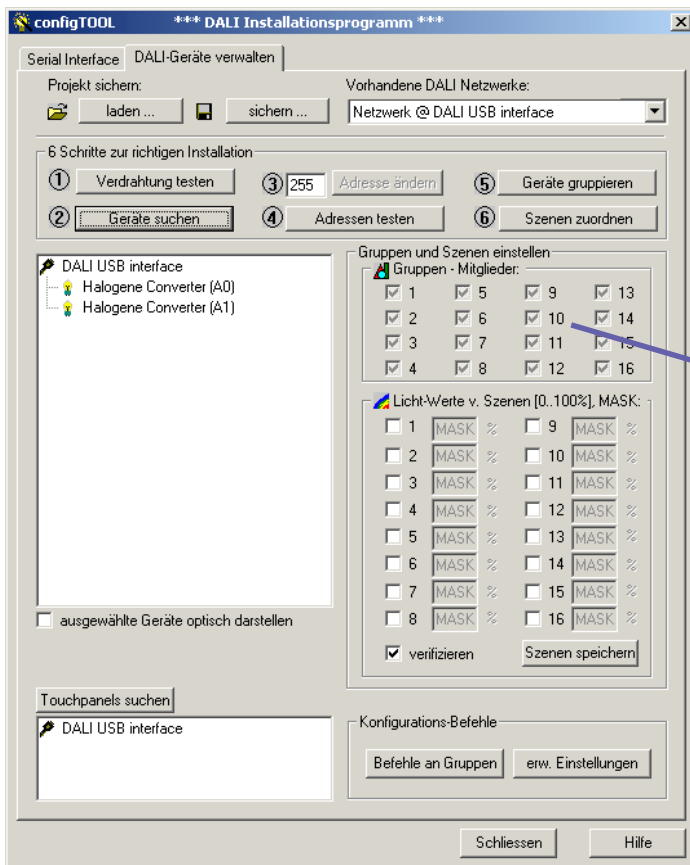 configTOOL *** DALI Installationsprogramm ***
Serial Interface DALI-Geräte verwalten
Projekt sichern: Vorhandene DALI Netzwerke:
laden ... sichern ... Netzwerk @ DALI USB interface
6 Schritte zur richtigen Installation
1 Verdrahtung testen 3 255 Adresse ändern 5 Geräte gruppieren
2 Geräte suchen 4 Adressen testen 6 Szenen zuordnen
DALI USB interface
Halogene Converter (A0)
Halogene Converter (A1)
ausgewählte Geräte optisch darstellen
Gruppen und Szenen einstellen
Gruppen - Mitglieder:
1 5 9 13
2 6 10 14
3 7 11 15
4 8 12 16
Licht-Werte v. Szenen [0..100%], MASK:
1 MASK % 9 MASK %
2 MASK % 10 MASK %
3 MASK % 11 MASK %
4 MASK % 12 MASK %
5 MASK % 13 MASK %
6 MASK % 14 MASK %
7 MASK % 15 MASK %
8 MASK % 16 MASK %
verifizieren Szenen speichern
Touchpanels suchen
DALI USB interface
Konfigurations-Befehle
Befehle an Gruppen erw. Einstellungen
Schliessen Hilfe